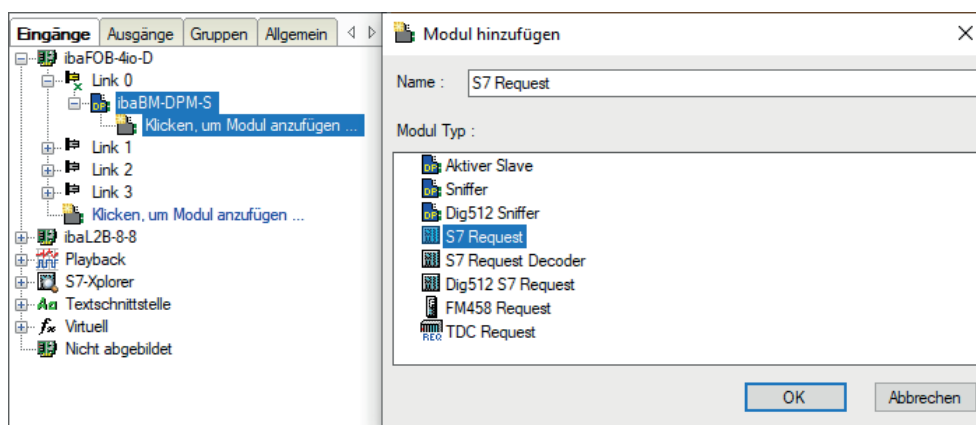 Eingänge Ausgänge Gruppen Allgemein
ibaFOB-4io-D
Link 0
ibaBM-DPM-S
Klicken, um Modul anzufügen ...
Link 1
Link 2
Link 3
Klicken, um Modul anzufügen ...
ibaL2B-8-8
Playback
S7-Xplorer
Textschnittstelle
Virtuell
Nicht abgebildet
Modul hinzufügen
Name : S7 Request
Modul Typ :
Aktiver Slave
Sniffer
Dig512 Sniffer
S7 Request
S7 Request Decoder
Dig512 S7 Request
FM458 Request
TDC Request
OK Abbrechen